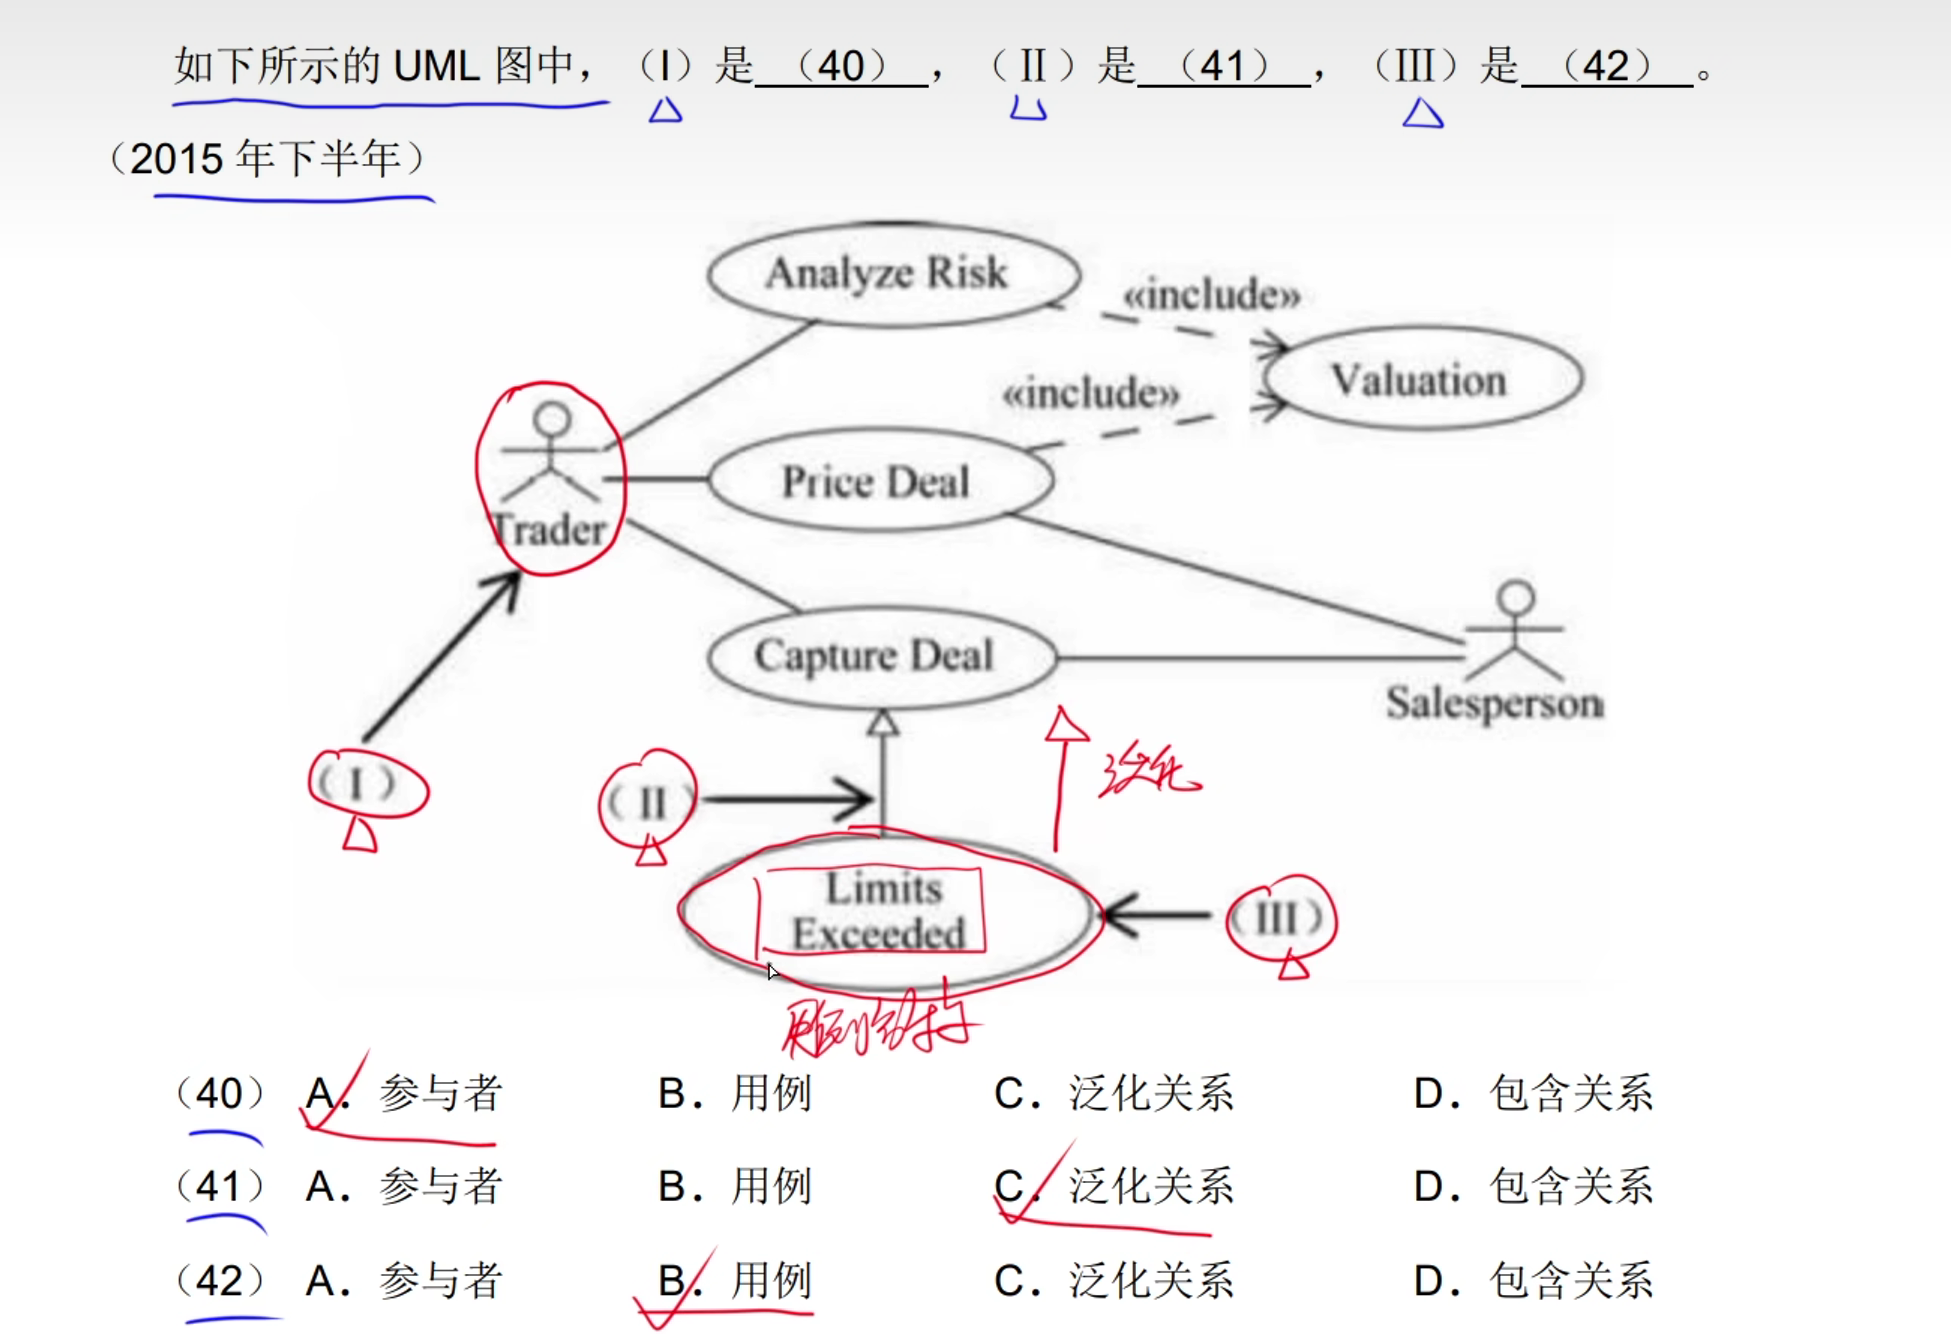 如下所示的 UML 图中，（I）是 （40） ，（Ⅱ）是 （41） ，（Ⅲ）是 （42） 。
（2015 年下半年）
Analyze Risk
«include»
Valuation
«include»
Price Deal
Trader
Capture Deal
Salesperson
（I）
（II）
泛化
Limits
Exceeded
（III）
（40） A．参与者 B．用例 C．泛化关系 D．包含关系
（41） A．参与者 B．用例 C．泛化关系 D．包含关系
（42） A．参与者 B．用例 C．泛化关系 D．包含关系